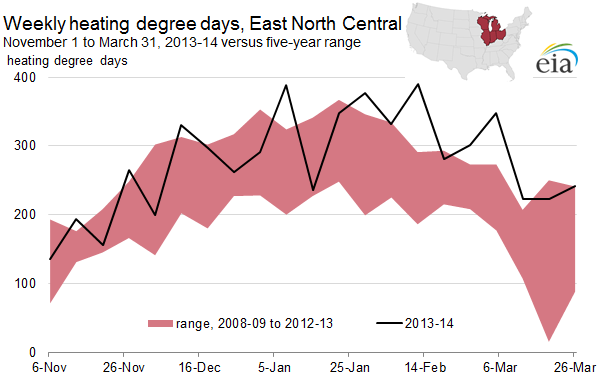 Weekly heating degree days, East North Central
November 1 to March 31, 2013-14 versus five-year range
heating degree days
eia
400
300
200
100
0
range, 2008-09 to 2012-13
2013-14
6-Nov 26-Nov 16-Dec 5-Jan 25-Jan 14-Feb 6-Mar 26-Mar